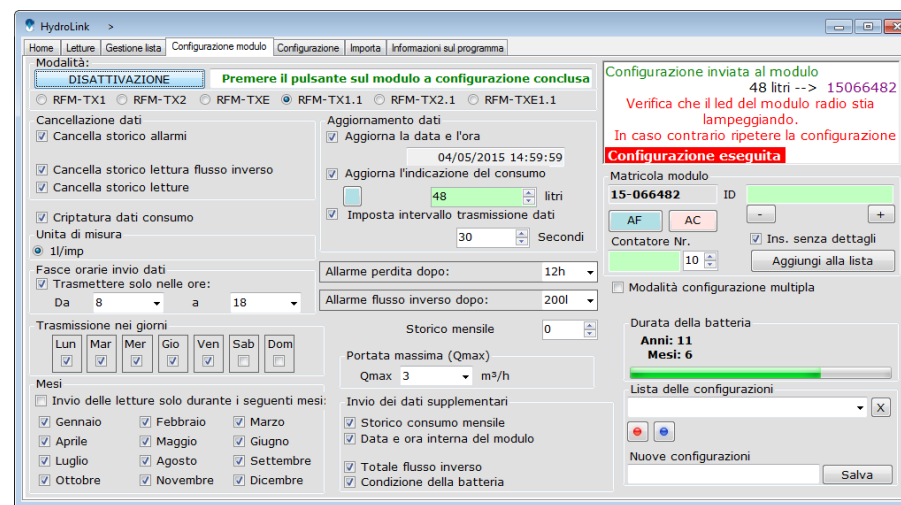 HydroLink >
Home Letture Gestione lista Configurazione modulo Configurazione Importa Informazioni sul programma
Modalità:
DISATTIVAZIONE Premere il pulsante sul modulo a configurazione conclusa
RFM-TX1 RFM-TX2 RFM-TXE RFM-TX1.1 RFM-TX2.1 RFM-TXE1.1
Cancellazione dati
Cancella storico allarmi
Cancella storico lettura flusso inverso
Cancella storico letture
Criptatura dati consumo
Unita di misura
1l/imp
Fasce orarie invio dati
Trasmettere solo nelle ore:
Da 8 a 18
Trasmissione nei giorni
Lun Mar Mer Gio Ven Sab Dom
Mesi
Invio delle letture solo durante i seguenti mesi:
Gennaio Febbraio Marzo
Aprile Maggio Giugno
Luglio Agosto Settembre
Ottobre Novembre Dicembre
Aggiornamento dati
Aggiorna la data e l'ora
04/05/2015 14:59:59
Aggiorna l'indicazione del consumo
48 litri
Imposta intervallo trasmissione dati
30 Secondi
Allarme perdita dopo: 12h
Allarme flusso inverso dopo: 200l
Storico mensile 0
Portata massima (Qmax)
Qmax 3 m³/h
Invio dei dati supplementari
Storico consumo mensile
Data e ora interna del modulo
Totale flusso inverso
Condizione della batteria
Configurazione inviata al modulo
48 litri --> 15066482
Verifica che il led del modulo radio stia
lampeggiando.
In caso contrario ripetere la configurazione
Configurazione eseguita
Matricola modulo
15-066482 ID
AF AC - +
Contatore Nr. Ins. senza dettagli
10 Aggiungi alla lista
Modalità configurazione multipla
Durata della batteria
Anni: 11
Mesi: 6
Lista delle configurazioni
X
Nuove configurazioni
Salva